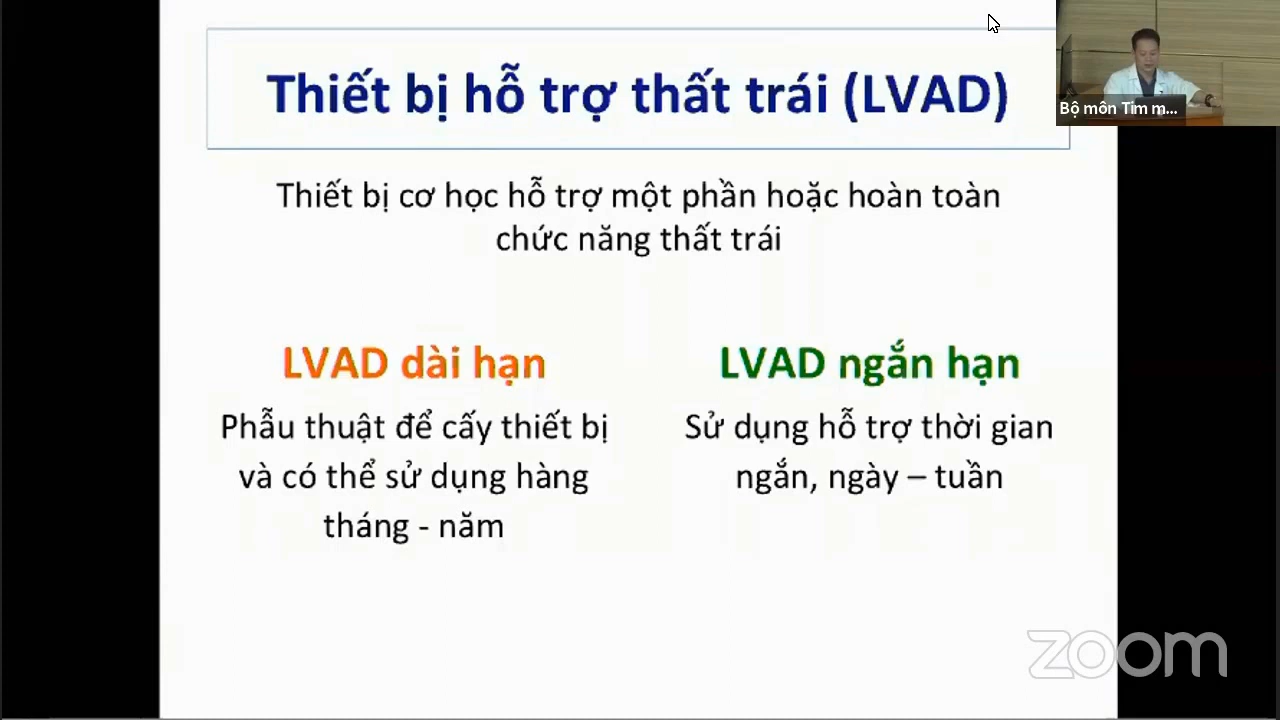 Thiết bị hỗ trợ thất trái (LVAD)
Bộ môn Tim m...
Thiết bị cơ học hỗ trợ một phần hoặc hoàn toàn
chức năng thất trái
LVAD dài hạn
Phẫu thuật để cấy thiết bị
và có thể sử dụng hàng
tháng - năm
LVAD ngắn hạn
Sử dụng hỗ trợ thời gian
ngắn, ngày – tuần
zoom